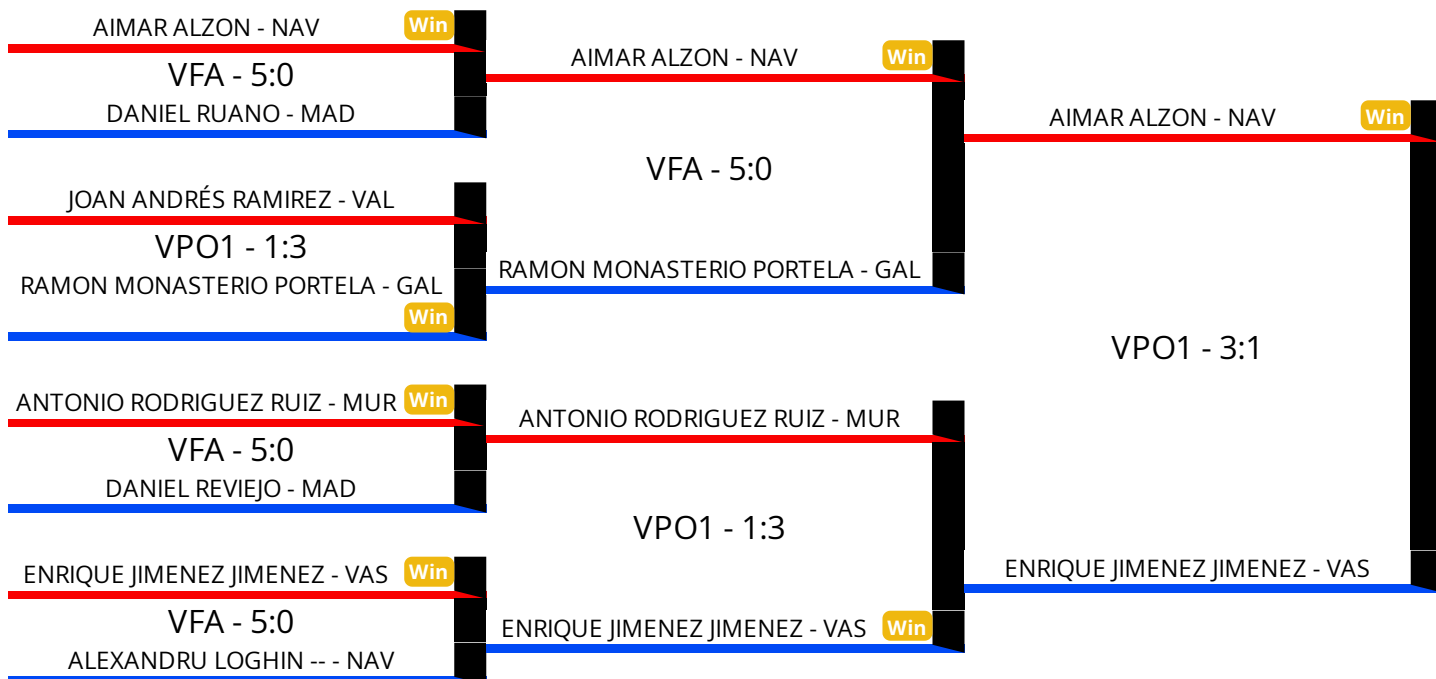 AIMAR ALZON - NAV Win
VFA - 5:0
DANIEL RUANO - MAD
JOAN ANDRÉS RAMIREZ - VAL
VPO1 - 1:3
RAMON MONASTERIO PORTELA - GAL
Win
ANTONIO RODRIGUEZ RUIZ - MUR Win
VFA - 5:0
DANIEL REVIEJO - MAD
ENRIQUE JIMENEZ JIMENEZ - VAS Win
VFA - 5:0
ALEXANDRU LOGHIN -- - NAV
AIMAR ALZON - NAV Win
VFA - 5:0
RAMON MONASTERIO PORTELA - GAL
ANTONIO RODRIGUEZ RUIZ - MUR
VPO1 - 1:3
ENRIQUE JIMENEZ JIMENEZ - VAS Win
AIMAR ALZON - NAV Win
VPO1 - 3:1
ENRIQUE JIMENEZ JIMENEZ - VAS